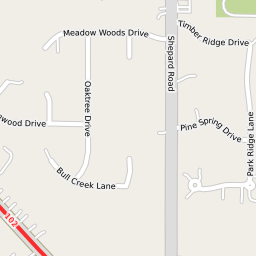 Meadow Woods Drive
Timber Ridge Drive
Shepard Road
Oaktree Drive
wood Drive
Pine Spring Drive
Park Ridge Lane
Bull Creek Lane
102